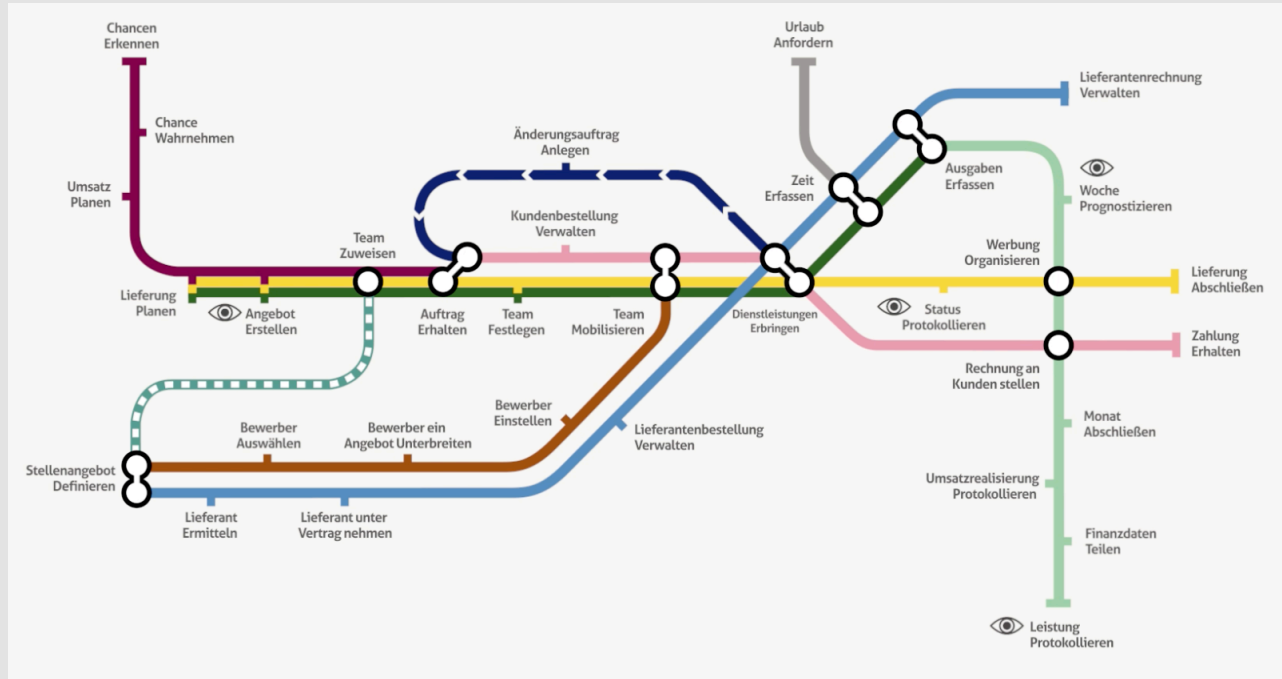 Chancen
Erkennen
Urlaub
Anfordern
Lieferantenrechnung
Verwalten
Chance
Wahrnehmen
Änderungsauftrag
Anlegen
Ausgaben
Erfassen
Zeit
Erfassen
Umsatz
Planen
Woche
Prognostizieren
Kundenbestellung
Verwalten
Team
Zuweisen
Werbung
Organisieren
Lieferung
Abschließen
Lieferung
Planen
Angebot
Erstellen
Auftrag
Erhalten
Team
Festlegen
Team
Mobilisieren
Dienstleistungen
Erbringen
Status
Protokollieren
Zahlung
Erhalten
Rechnung an
Kunden stellen
Bewerber
Einstellen
Bewerber
Auswählen
Bewerber ein
Angebot Unterbreiten
Lieferantenbestellung
Verwalten
Monat
Abschließen
Stellenangebot
Definieren
Umsatzrealisierung
Protokollieren
Lieferant
Ermitteln
Lieferant unter
Vertrag nehmen
Finanzdaten
Teilen
Leistung
Protokollieren